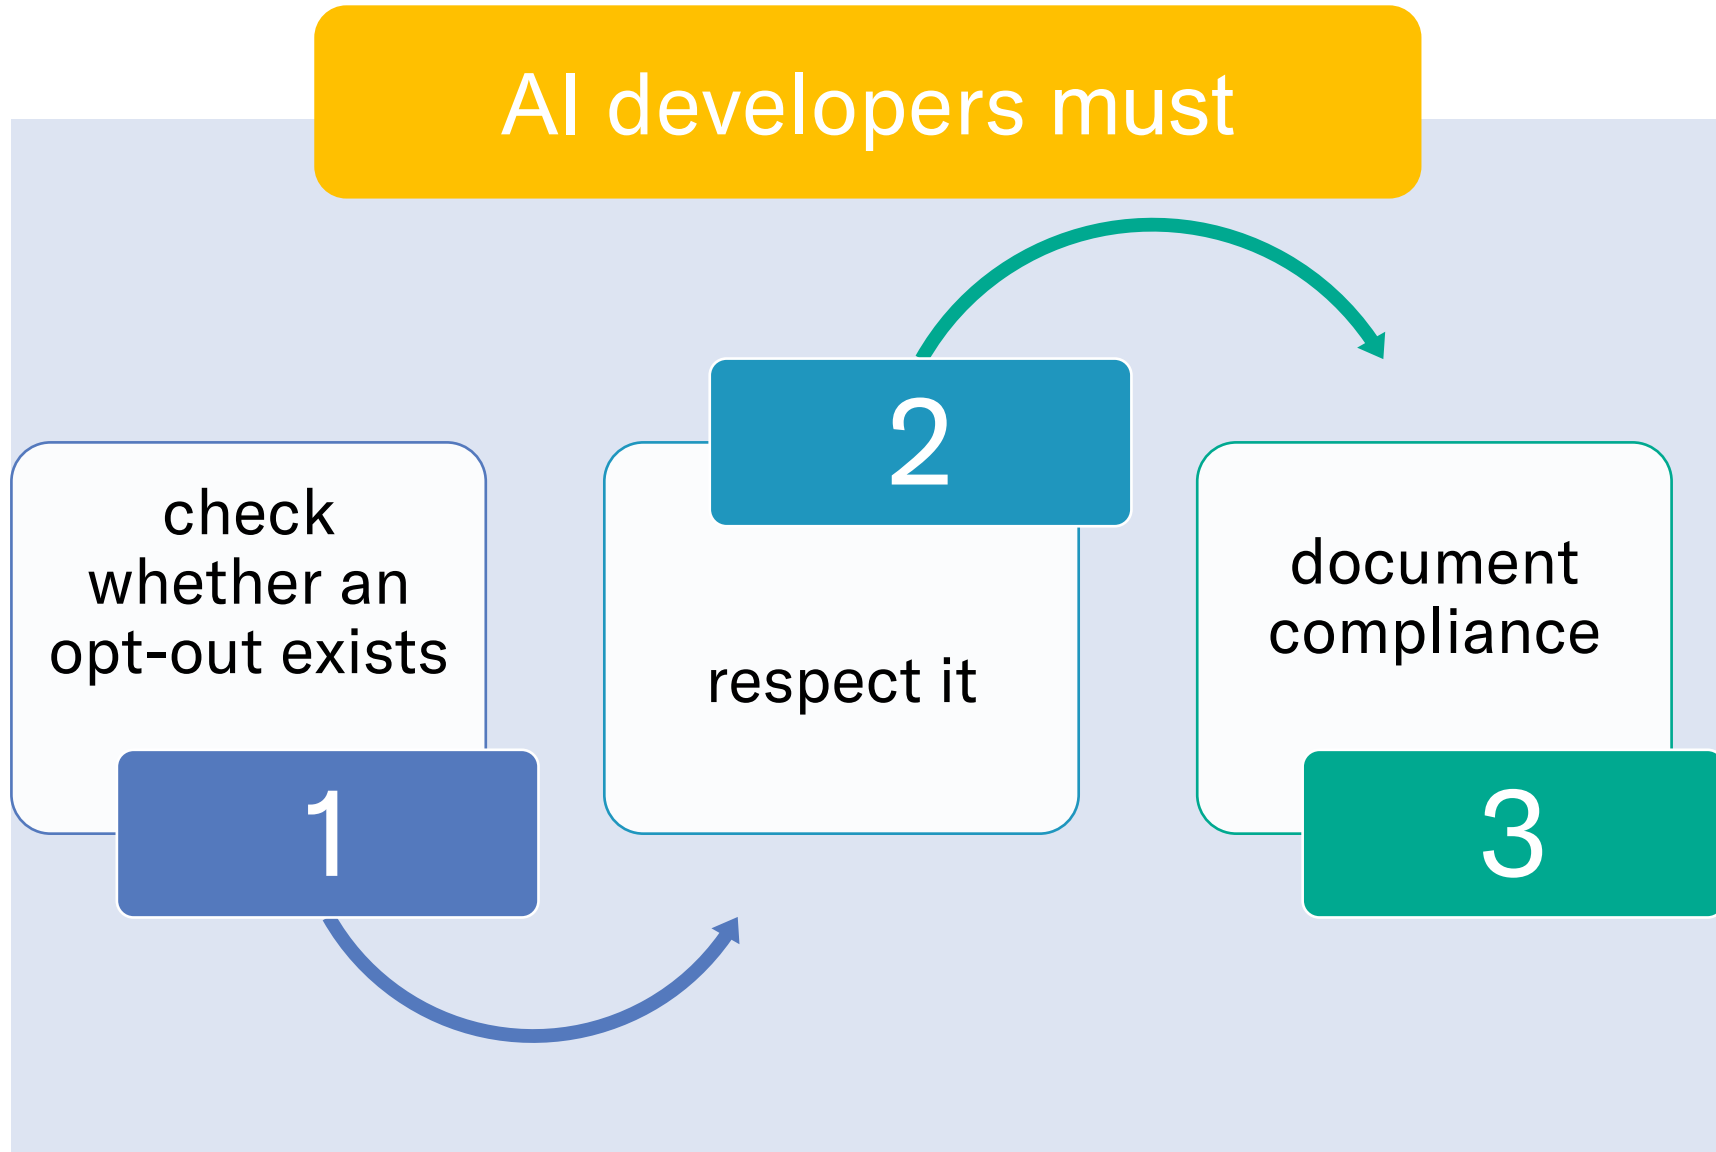 AI developers must
check
whether an
opt-out exists
1
2
respect it
document
compliance
3